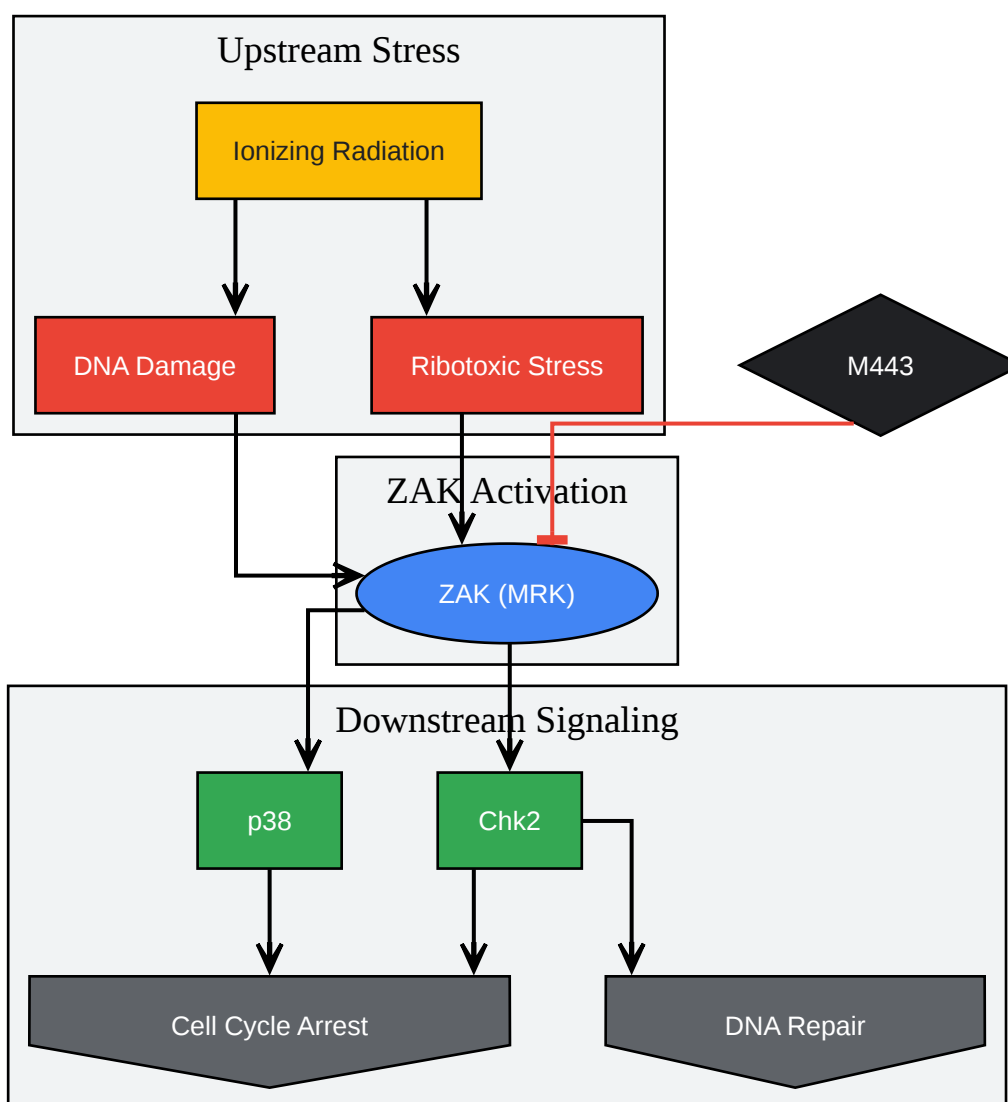 Upstream Stress
Ionizing Radiation
DNA Damage
Ribotoxic Stress
M443
ZAK Activation
ZAK (MRK)
Downstream Signaling
p38
Chk2
Cell Cycle Arrest
DNA Repair